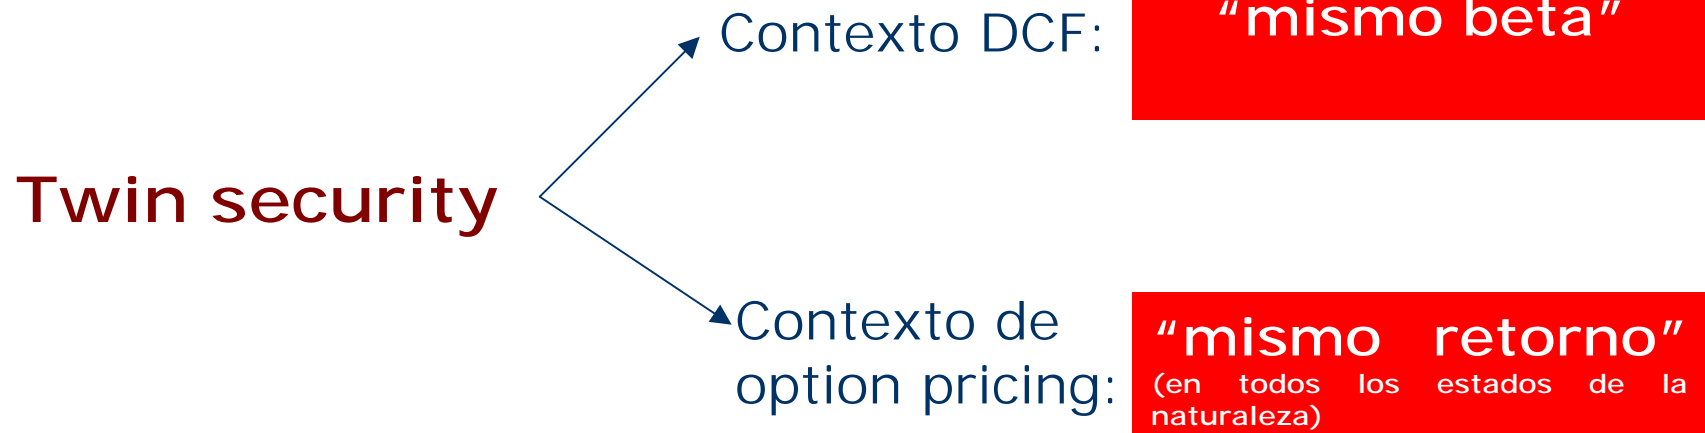 Contexto DCF:
"mismo beta"
Twin security
Contexto de
option pricing:
"mismo retorno"
(en todos los estados de la
naturaleza)